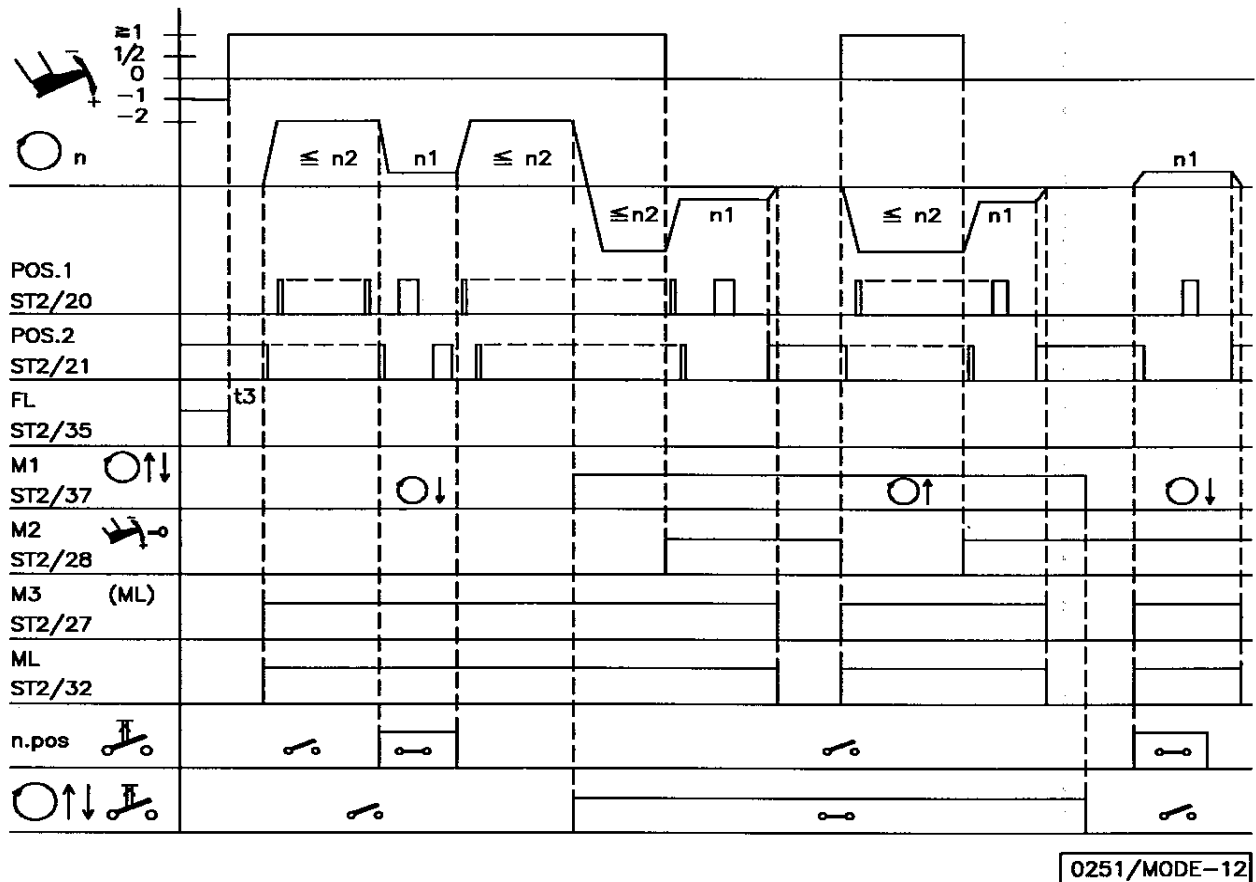 ≧1
1/2
0
−1
−2
−
+
n
≦ n2
n1
≦ n2
≦n2
n1
≦ n2
n1
n1
POS.1
ST2/20
POS.2
ST2/21
FL
ST2/35
t3
M1
ST2/37
M2
ST2/28
M3 (ML)
ST2/27
ML
ST2/32
n.pos
0251/MODE−12